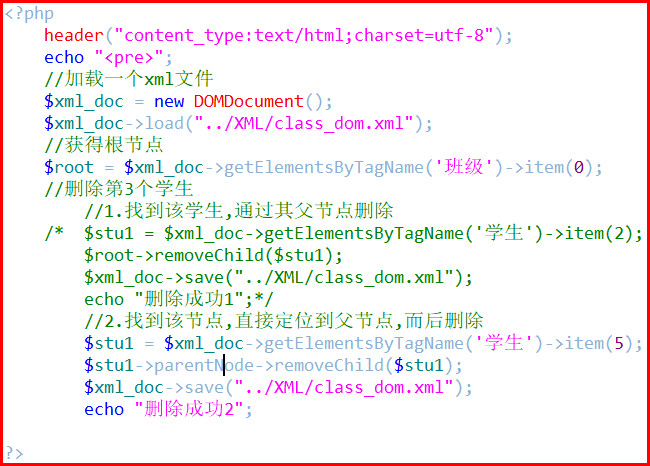 <?php
header("content_type:text/html;charset=utf-8");
echo "<pre>";
//加载一个xml文件
$xml_doc = new DOMDocument();
$xml_doc->load("../XML/class_dom.xml");
//获得根节点
$root = $xml_doc->getElementsByTagName('班级')->item(0);
//删除第3个学生
//1.找到该学生,通过其父节点删除
/*  $stu1 = $xml_doc->getElementsByTagName('学生')->item(2);
$root->removeChild($stu1);
$xml_doc->save("../XML/class_dom.xml");
echo "删除成功1";*/
//2.找到该节点,直接定位到父节点,而后删除
$stu1 = $xml_doc->getElementsByTagName('学生')->item(5);
$stu1->parentNode->removeChild($stu1);
$xml_doc->save("../XML/class_dom.xml");
echo "删除成功2";
?>